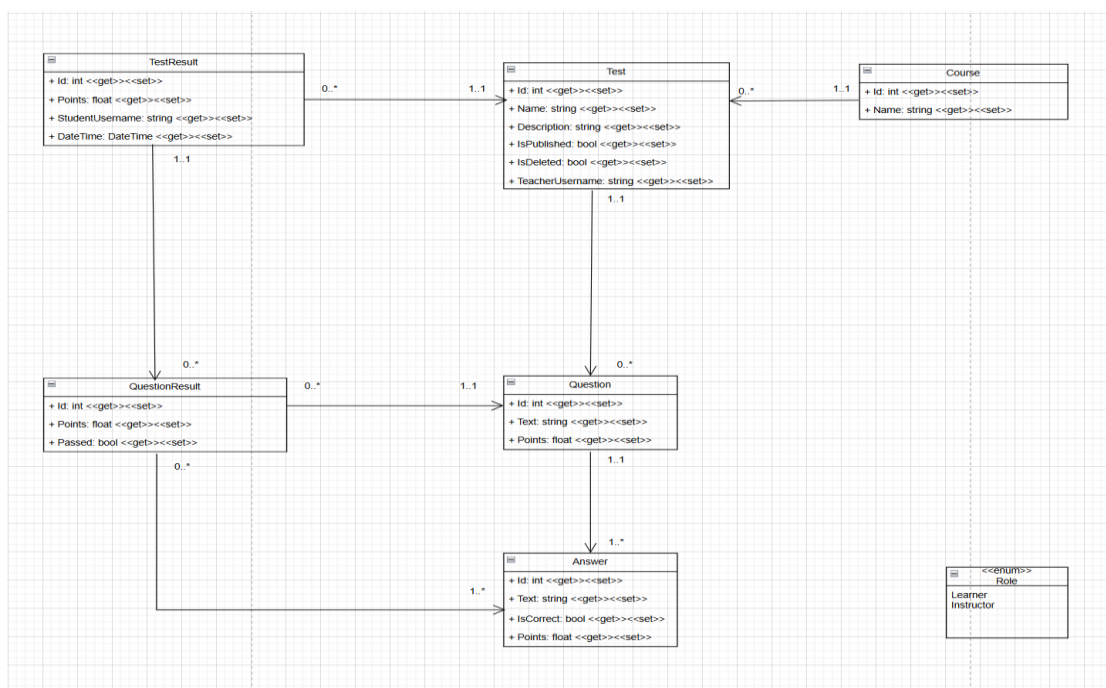 TestResult
+ Id: int <<get>><<set>>
+ Points: float <<get>><<set>>
+ StudentUsername: string <<get>><<set>>
+ DateTime: DateTime <<get>><<set>>
0..*
1..1
Test
+ Id: int <<get>><<set>>
+ Name: string <<get>><<set>>
+ Description: string <<get>><<set>>
+ IsPublished: bool <<get>><<set>>
+ IsDeleted: bool <<get>><<set>>
+ TeacherUsername: string <<get>><<set>>
0..*
1..1
Course
+ Id: int <<get>><<set>>
+ Name: string <<get>><<set>>
1..1
1..1
0..*
0..*
QuestionResult
+ Id: int <<get>><<set>>
+ Points: float <<get>><<set>>
+ Passed: bool <<get>><<set>>
0..*
1..1
Question
+ Id: int <<get>><<set>>
+ Text: string <<get>><<set>>
+ Points: float <<get>><<set>>
0..*
1..1
1..*
1..*
Answer
+ Id: int <<get>><<set>>
+ Text: string <<get>><<set>>
+ IsCorrect: bool <<get>><<set>>
+ Points: float <<get>><<set>>
<<enum>>
Role
Learner
Instructor